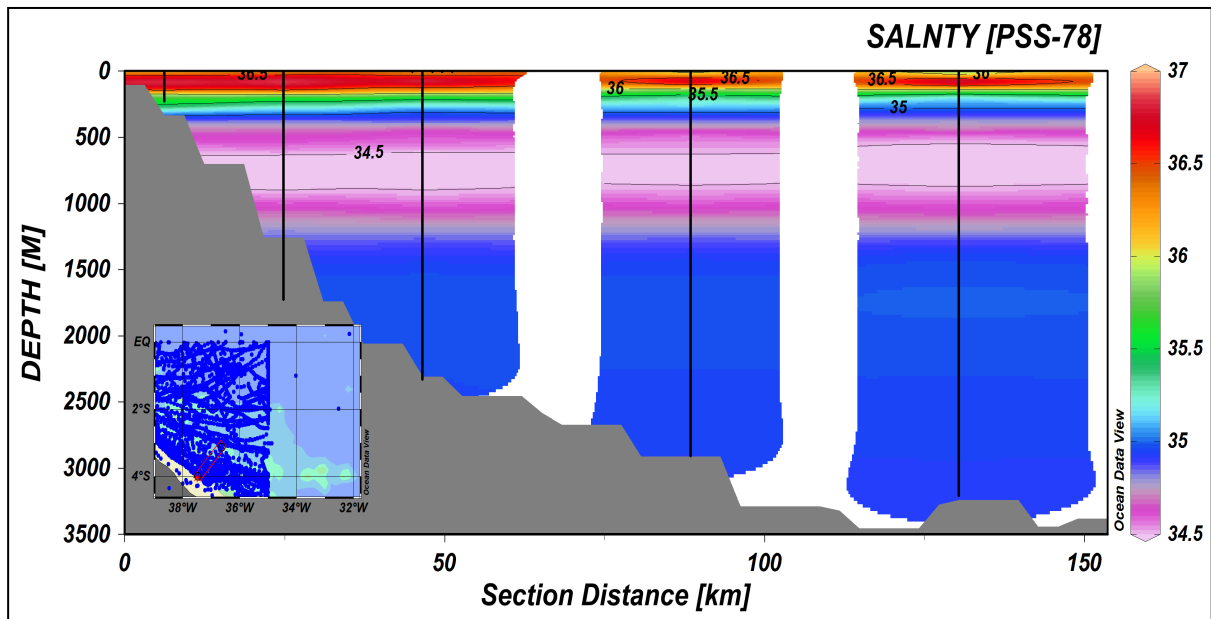 SALNTY [PSS-78]
0
500
1000
1500
2000
2500
3000
3500
DEPTH [M]
36.5
36
36.5
35.5
36.5
36
35
34.5
EQ
2°S
4°S
38°W
36°W
34°W
32°W
Ocean Data View
Ocean Data View
37
36.5
36
35.5
35
34.5
0
50
100
150
Section Distance [km]